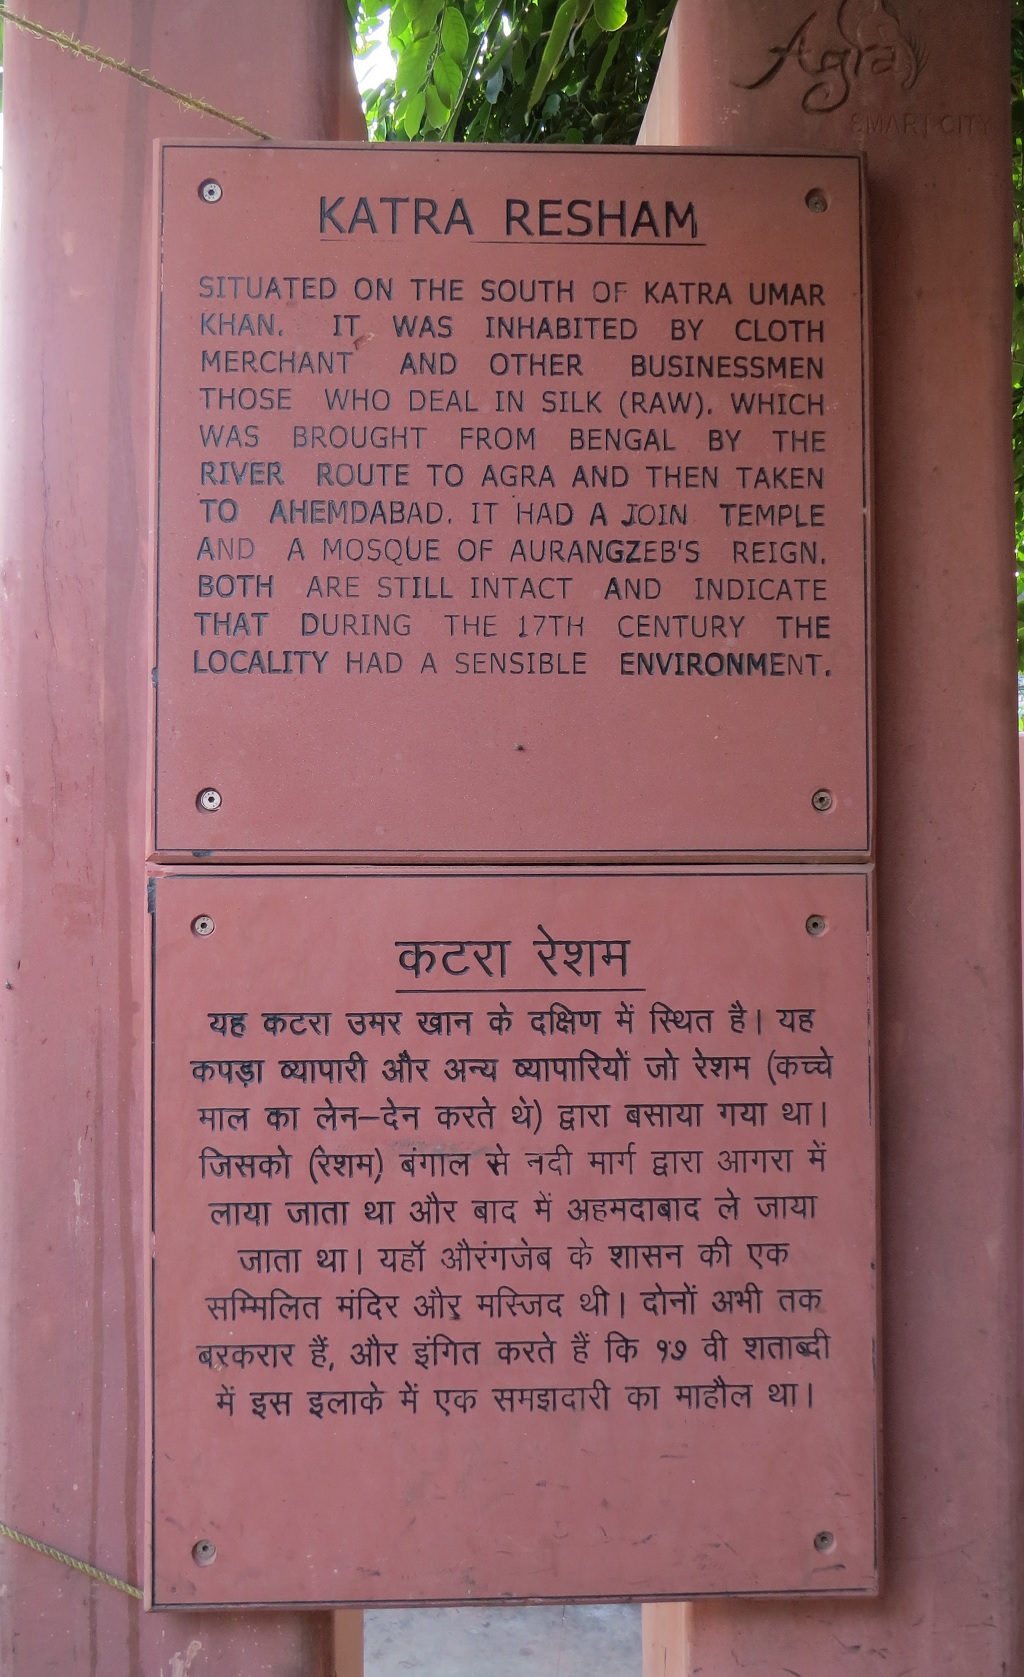 Agra
SMART CITY
KATRA RESHAM
SITUATED ON THE SOUTH OF KATRA UMAR
KHAN. IT WAS INHABITED BY CLOTH
MERCHANT AND OTHER BUSINESSMEN
THOSE WHO DEAL IN SILK (RAW). WHICH
WAS BROUGHT FROM BENGAL BY THE
RIVER ROUTE TO AGRA AND THEN TAKEN
TO AHEMDABAD. IT HAD A JOIN TEMPLE
AND A MOSQUE OF AURANGZEB'S REIGN.
BOTH ARE STILL INTACT AND INDICATE
THAT DURING THE 17TH CENTURY THE
LOCALITY HAD A SENSIBLE ENVIRONMENT.
कटरा रेशम
यह कटरा उमर खान के दक्षिण में स्थित है। यह
कपड़ा व्यापारी और अन्य व्यापारियों जो रेशम (कच्चे
माल का लेन–देन करते थे) द्वारा बसाया गया था।
जिसको (रेशम) बंगाल से नदी मार्ग द्वारा आगरा में
लाया जाता था और बाद में अहमदाबाद ले जाया
जाता था। यहॉ औरंगजेब के शासन की एक
सम्मिलित मंदिर और मस्जिद थी। दोनों अभी तक
बरकरार हैं, और इंगित करते हैं कि १७ वी शताब्दी
में इस इलाके में एक समझदारी का माहौल था।